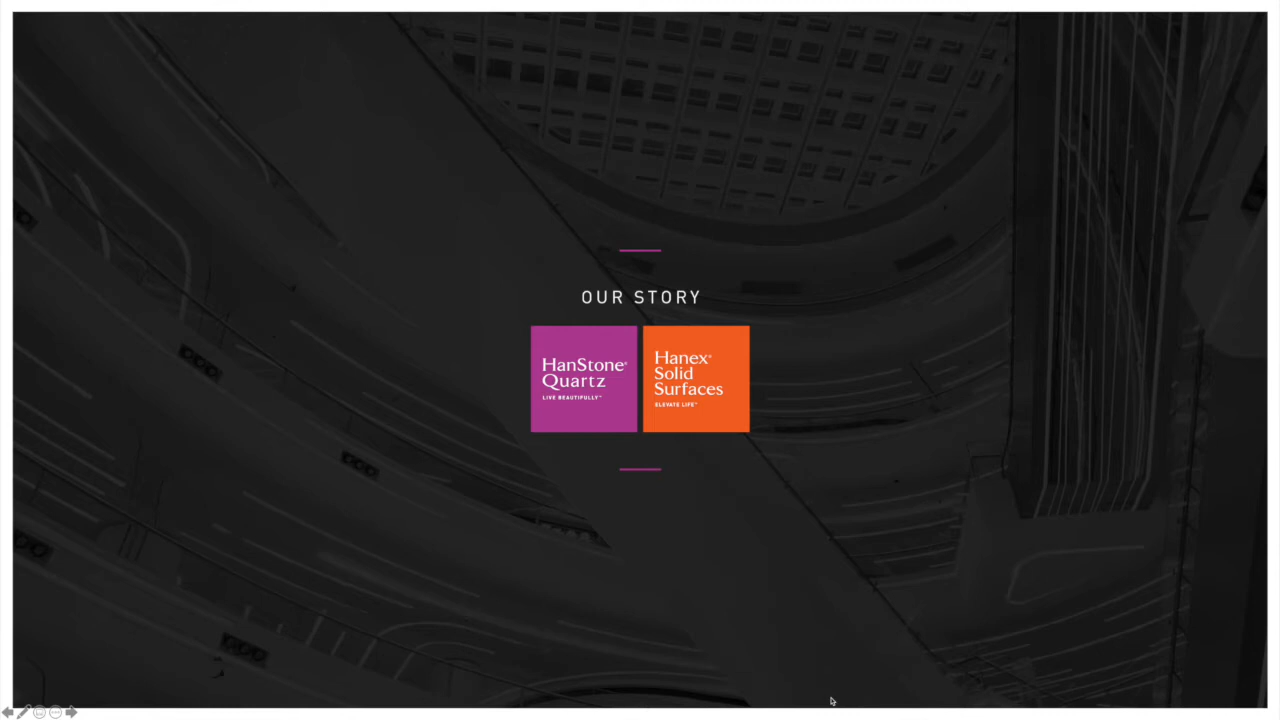 OUR STORY
HanStone®
Quartz
LIVE BEAUTIFULLY™
Hanex®
Solid
Surfaces
ELEVATE LIFE™